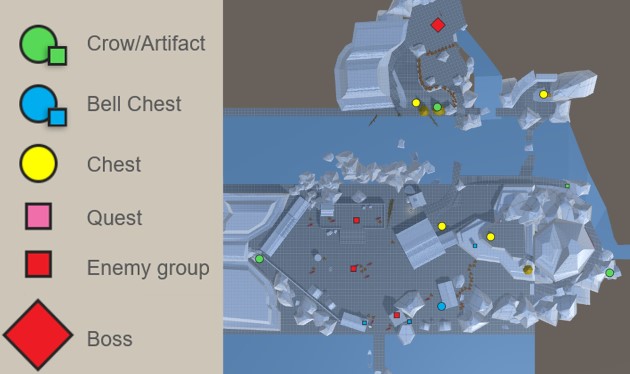 Crow/Artifact
Bell Chest
Chest
Quest
Enemy group
Boss